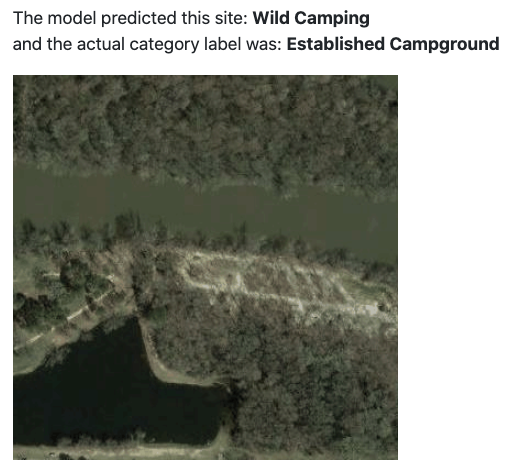 The model predicted this site: Wild Camping
and the actual category label was: Established Campground